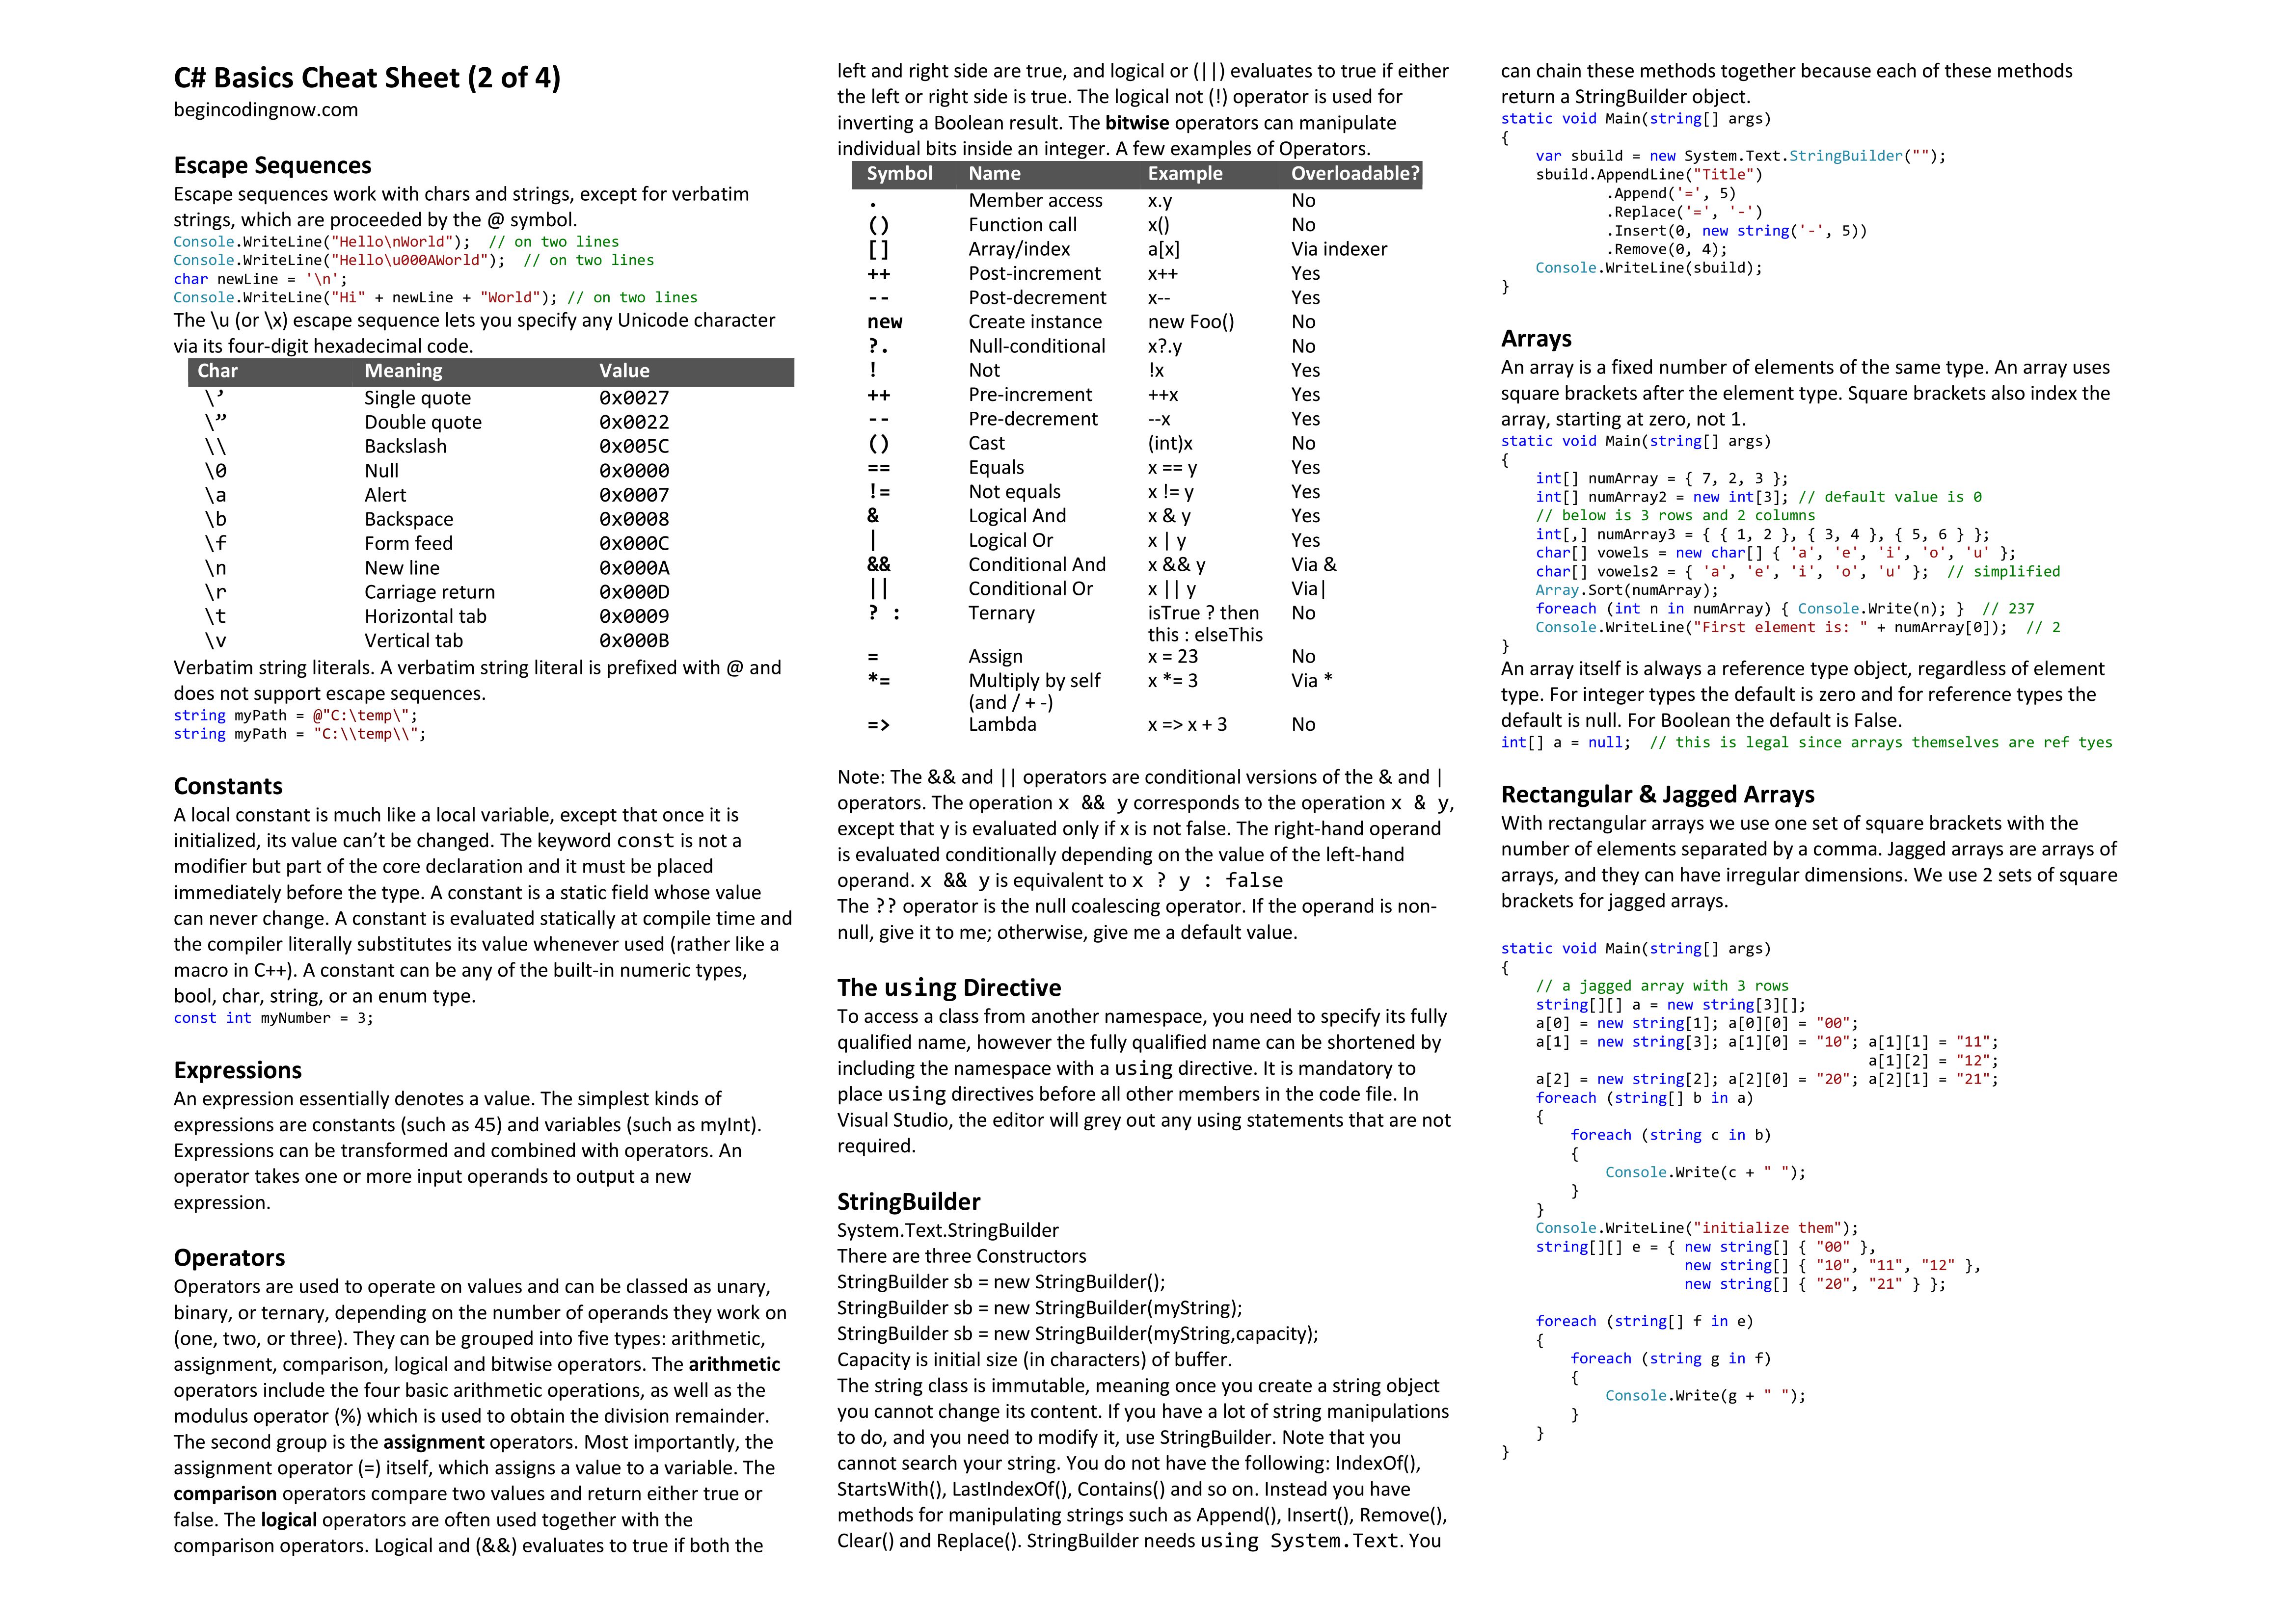 C# Basics Cheat Sheet (2 of 4)
begincodingnow.com
Escape Sequences
Escape sequences work with chars and strings, except for verbatim
strings, which are proceeded by the @ symbol.
Console.WriteLine("Hello\nWorld");  // on two lines
Console.WriteLine("Hello\u000AWorld");  // on two lines
char newLine = '\n';
Console.WriteLine("Hi" + newLine + "World"); // on two lines
The \u (or \x) escape sequence lets you specify any Unicode character
via its four-digit hexadecimal code.
Char Meaning Value
\’ Single quote 0x0027
\” Double quote 0x0022
\\ Backslash 0x005C
\0 Null 0x0000
\a Alert 0x0007
\b Backspace 0x0008
\f Form feed 0x000C
\n New line 0x000A
\r Carriage return 0x000D
\t Horizontal tab 0x0009
\v Vertical tab 0x000B
Verbatim string literals. A verbatim string literal is prefixed with @ and
does not support escape sequences.
string myPath = @"C:\temp\";
string myPath = "C:\\temp\\";
Constants
A local constant is much like a local variable, except that once it is
initialized, its value can’t be changed. The keyword const is not a
modifier but part of the core declaration and it must be placed
immediately before the type. A constant is a static field whose value
can never change. A constant is evaluated statically at compile time and
the compiler literally substitutes its value whenever used (rather like a
macro in C++). A constant can be any of the built-in numeric types,
bool, char, string, or an enum type.
const int myNumber = 3;
Expressions
An expression essentially denotes a value. The simplest kinds of
expressions are constants (such as 45) and variables (such as myInt).
Expressions can be transformed and combined with operators. An
operator takes one or more input operands to output a new
expression.
Operators
Operators are used to operate on values and can be classed as unary,
binary, or ternary, depending on the number of operands they work on
(one, two, or three). They can be grouped into five types: arithmetic,
assignment, comparison, logical and bitwise operators. The arithmetic
operators include the four basic arithmetic operations, as well as the
modulus operator (%) which is used to obtain the division remainder.
The second group is the assignment operators. Most importantly, the
assignment operator (=) itself, which assigns a value to a variable. The
comparison operators compare two values and return either true or
false. The logical operators are often used together with the
comparison operators. Logical and (&&) evaluates to true if both the
left and right side are true, and logical or (||) evaluates to true if either
the left or right side is true. The logical not (!) operator is used for
inverting a Boolean result. The bitwise operators can manipulate
individual bits inside an integer. A few examples of Operators.
Symbol Name Example Overloadable?
. Member access x.y No
() Function call x() No
[] Array/index a[x] Via indexer
++ Post-increment x++ Yes
-- Post-decrement x-- Yes
new Create instance new Foo() No
?. Null-conditional x?.y No
! Not !x Yes
++ Pre-increment ++x Yes
-- Pre-decrement --x Yes
() Cast (int)x No
== Equals x == y Yes
!= Not equals x != y Yes
& Logical And x & y Yes
| Logical Or x | y Yes
&& Conditional And x && y Via &
|| Conditional Or x || y Via|
? : Ternary isTrue ? then No
this : elseThis
= Assign x = 23 No
*= Multiply by self x *= 3 Via *
(and / + -)
=> Lambda x => x + 3 No
Note: The && and || operators are conditional versions of the & and |
operators. The operation x && y corresponds to the operation x & y,
except that y is evaluated only if x is not false. The right-hand operand
is evaluated conditionally depending on the value of the left-hand
operand. x && y is equivalent to x ? y : false
The ?? operator is the null coalescing operator. If the operand is non-
null, give it to me; otherwise, give me a default value.
The using Directive
To access a class from another namespace, you need to specify its fully
qualified name, however the fully qualified name can be shortened by
including the namespace with a using directive. It is mandatory to
place using directives before all other members in the code file. In
Visual Studio, the editor will grey out any using statements that are not
required.
StringBuilder
System.Text.StringBuilder
There are three Constructors
StringBuilder sb = new StringBuilder();
StringBuilder sb = new StringBuilder(myString);
StringBuilder sb = new StringBuilder(myString,capacity);
Capacity is initial size (in characters) of buffer.
The string class is immutable, meaning once you create a string object
you cannot change its content. If you have a lot of string manipulations
to do, and you need to modify it, use StringBuilder. Note that you
cannot search your string. You do not have the following: IndexOf(),
StartsWith(), LastIndexOf(), Contains() and so on. Instead you have
methods for manipulating strings such as Append(), Insert(), Remove(),
Clear() and Replace(). StringBuilder needs using System.Text. You
can chain these methods together because each of these methods
return a StringBuilder object.
static void Main(string[] args)
{
    var sbuild = new System.Text.StringBuilder("");
    sbuild.AppendLine("Title")
            .Append('=', 5)
            .Replace('=', '-')
            .Insert(0, new string('-', 5))
            .Remove(0, 4);
    Console.WriteLine(sbuild);
}
Arrays
An array is a fixed number of elements of the same type. An array uses
square brackets after the element type. Square brackets also index the
array, starting at zero, not 1.
static void Main(string[] args)
{
    int[] numArray = { 7, 2, 3 };
    int[] numArray2 = new int[3]; // default value is 0
    // below is 3 rows and 2 columns
    int[,] numArray3 = { { 1, 2 }, { 3, 4 }, { 5, 6 } };
    char[] vowels = new char[] { 'a', 'e', 'i', 'o', 'u' };
    char[] vowels2 = { 'a', 'e', 'i', 'o', 'u' };  // simplified
    Array.Sort(numArray);
    foreach (int n in numArray) { Console.Write(n); }  // 237
    Console.WriteLine("First element is: " + numArray[0]);  // 2
}
An array itself is always a reference type object, regardless of element
type. For integer types the default is zero and for reference types the
default is null. For Boolean the default is False.
int[] a = null;  // this is legal since arrays themselves are ref tyes
Rectangular & Jagged Arrays
With rectangular arrays we use one set of square brackets with the
number of elements separated by a comma. Jagged arrays are arrays of
arrays, and they can have irregular dimensions. We use 2 sets of square
brackets for jagged arrays.
static void Main(string[] args)
{
    // a jagged array with 3 rows
    string[][] a = new string[3][];
    a[0] = new string[1]; a[0][0] = "00";
    a[1] = new string[3]; a[1][0] = "10"; a[1][1] = "11";
                                          a[1][2] = "12";
    a[2] = new string[2]; a[2][0] = "20"; a[2][1] = "21";
    foreach (string[] b in a)
    {
        foreach (string c in b)
        {
            Console.Write(c + " ");
        }
    }
    Console.WriteLine("initialize them");
    string[][] e = { new string[] { "00" },
                     new string[] { "10", "11", "12" },
                     new string[] { "20", "21" } };
    foreach (string[] f in e)
    {
        foreach (string g in f)
        {
            Console.Write(g + " ");
        }
    }
}